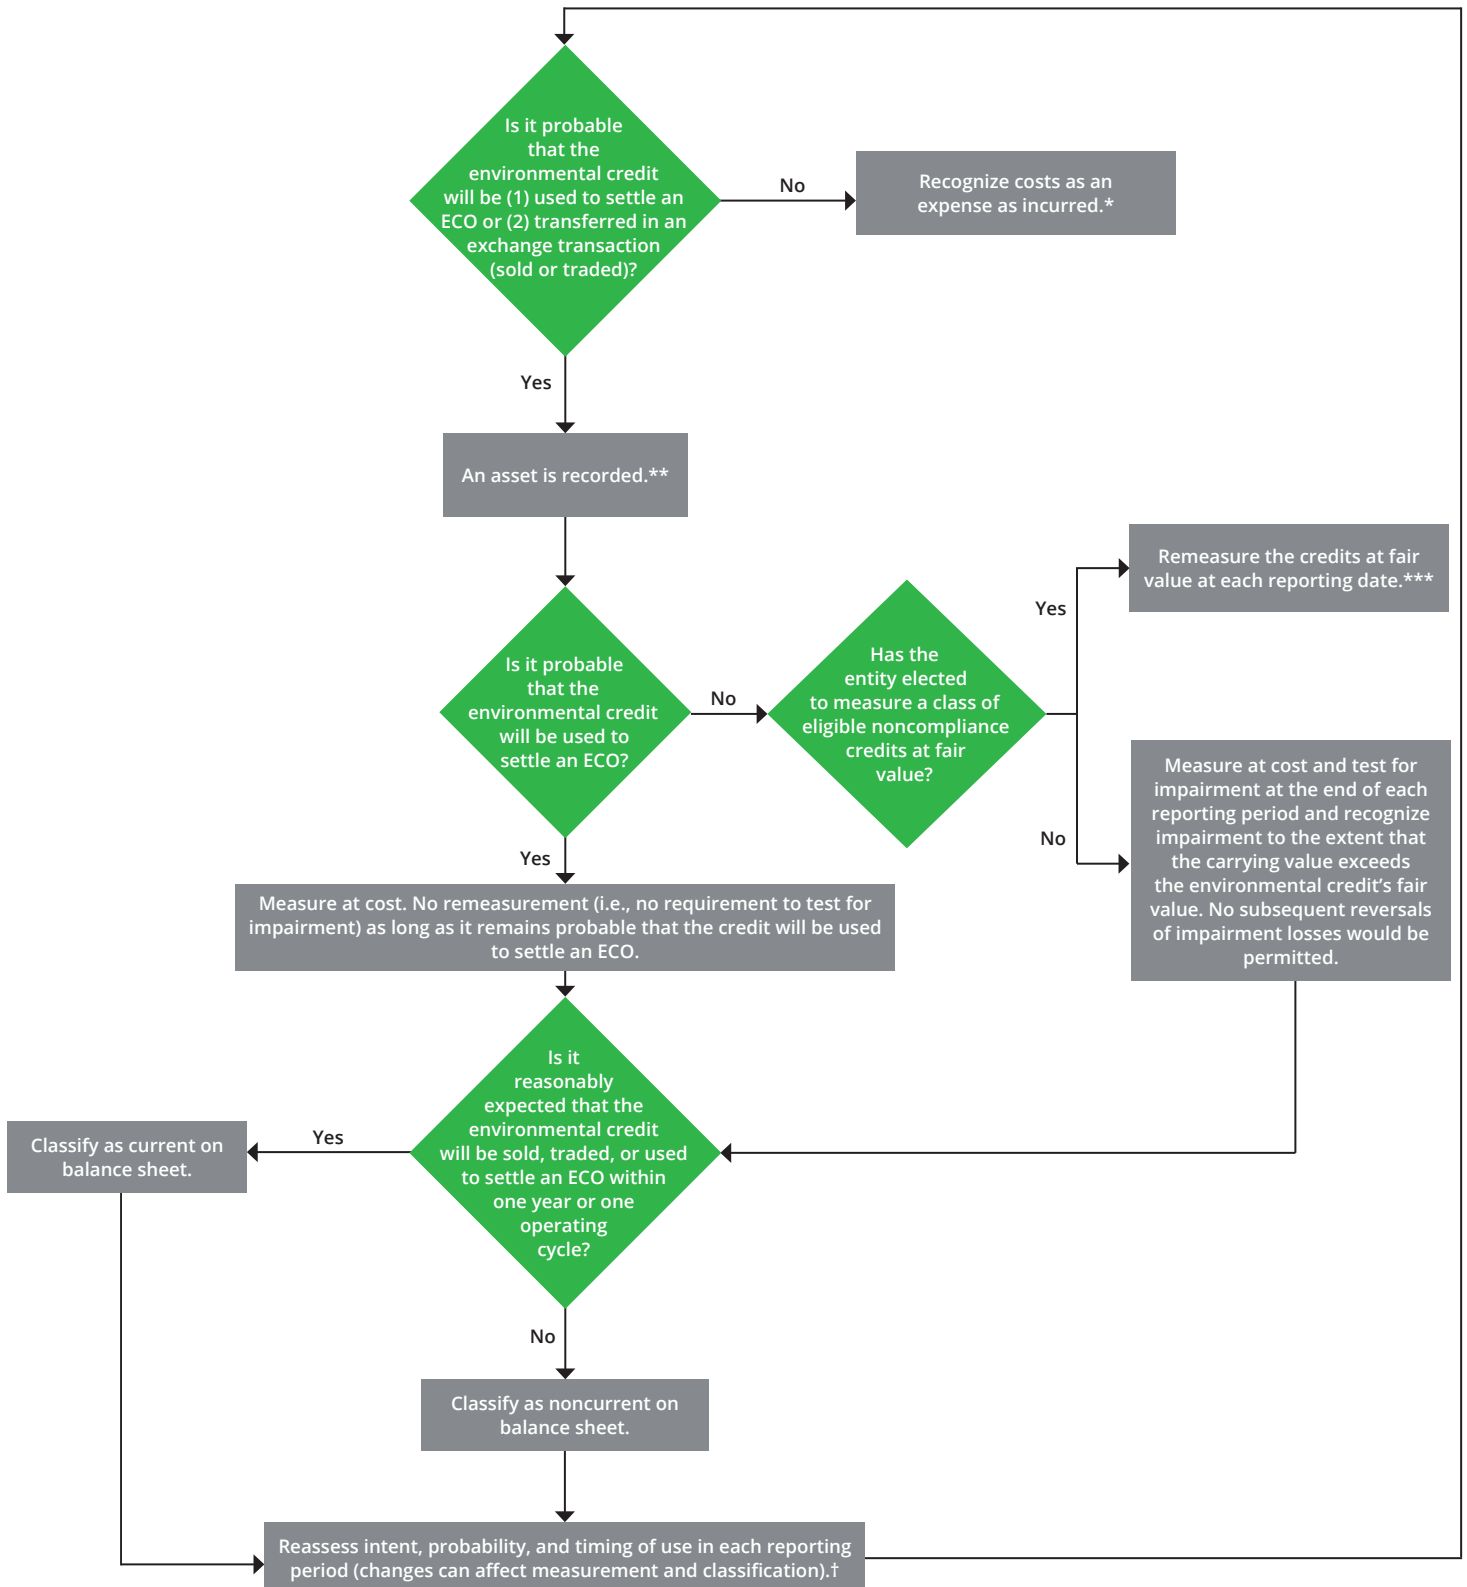 Is it probable
that the
environmental credit
will be (1) used to settle an
ECO or (2) transferred in an
exchange transaction
(sold or traded)?
No
Recognize costs as an
expense as incurred.*
Yes
An asset is recorded.**
Is it probable
that the
environmental credit
will be used to
settle an ECO?
No
Has the
entity elected
to measure a class of
eligible noncompliance
credits at fair
value?
Yes
Remeasure the credits at fair
value at each reporting date.***
No
Measure at cost and test for
impairment at the end of each
reporting period and recognize
impairment to the extent that
the carrying value exceeds
the environmental credit’s fair
value. No subsequent reversals
of impairment losses would be
permitted.
Yes
Measure at cost. No remeasurement (i.e., no requirement to test for
impairment) as long as it remains probable that the credit will be used
to settle an ECO.
Is it
reasonably
expected that the
environmental credit
will be sold, traded, or used
to settle an ECO within
one year or one
operating
cycle?
Yes
Classify as current on
balance sheet.
No
Classify as noncurrent on
balance sheet.
Reassess intent, probability, and timing of use in each reporting
period (changes can affect measurement and classification).†